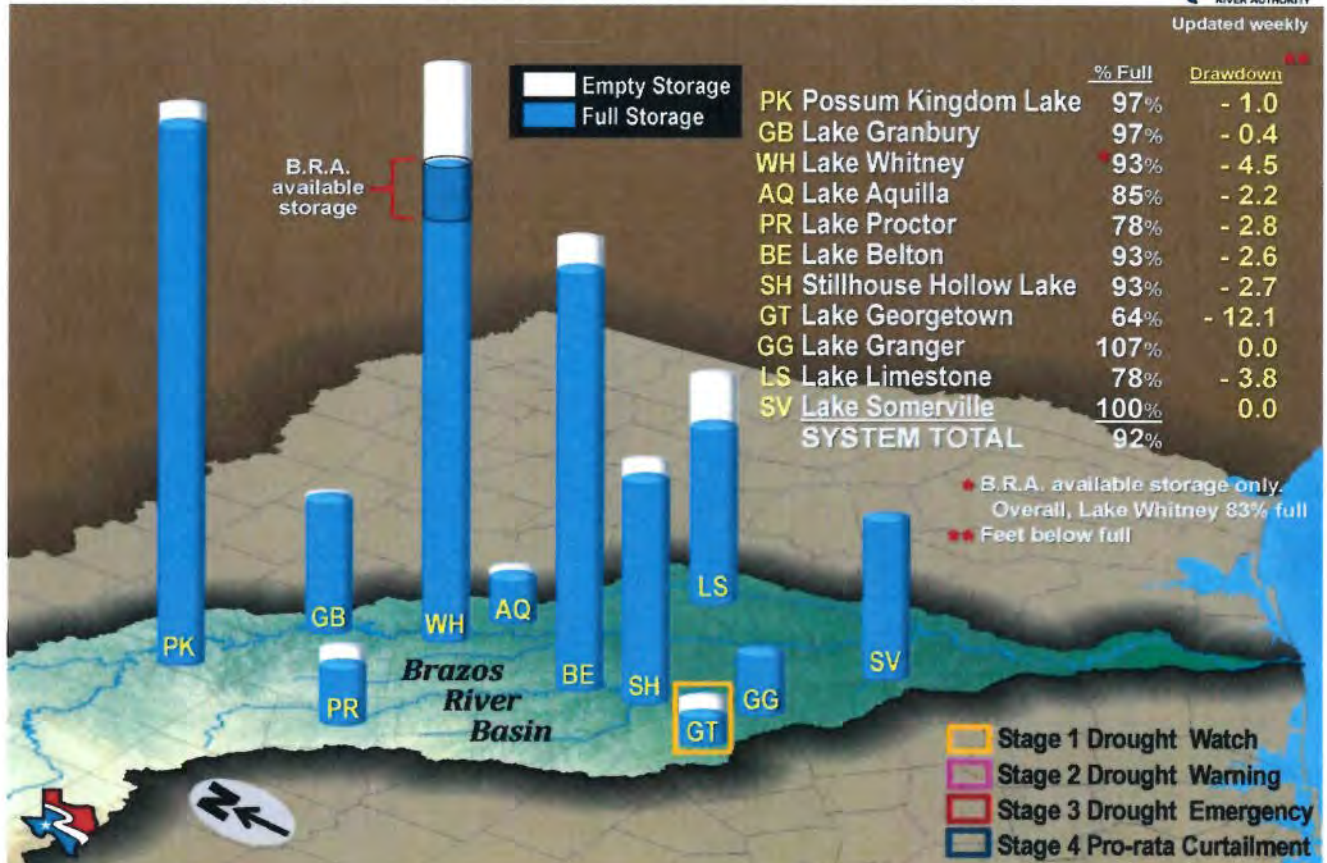 RIVER AUTHORITY
Updated weekly
Empty Storage
Full Storage
B.R.A.
available
storage
% Full Drawdown **
PK Possum Kingdom Lake 97% - 1.0
GB Lake Granbury 97% - 0.4
WH Lake Whitney *93% - 4.5
AQ Lake Aquilla 85% - 2.2
PR Lake Proctor 78% - 2.8
BE Lake Belton 93% - 2.6
SH Stillhouse Hollow Lake 93% - 2.7
GT Lake Georgetown 64% - 12.1
GG Lake Granger 107% 0.0
LS Lake Limestone 78% - 3.8
SV Lake Somerville 100% 0.0
SYSTEM TOTAL 92%
* B.R.A. available storage only.
Overall, Lake Whitney 83% full
** Feet below full
PK
GB
WH
AQ
LS
PR
BE
SH
GT
GG
SV
Brazos
River
Basin
N
Stage 1 Drought Watch
Stage 2 Drought Warning
Stage 3 Drought Emergency
Stage 4 Pro-rata Curtailment